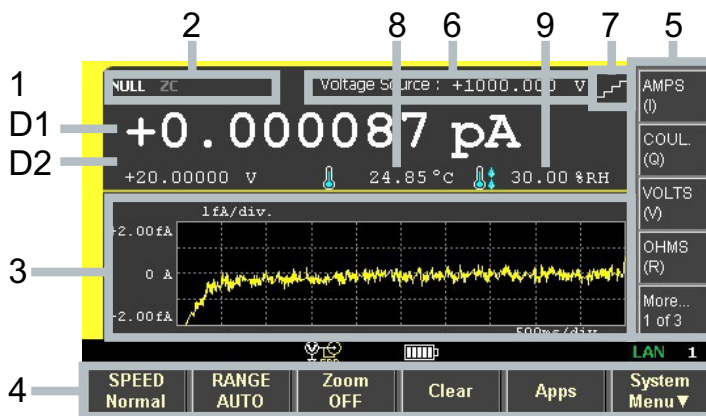 2 6 8 9 7 5
1
NULL ZC Voltage Source : +1000.000 V
AMPS
(I)
D1 +0.000087 pA
COUL.
(Q)
D2 +20.00000 V 24.85°C 30.00 %RH
VOLTS
(V)
OHMS
(R)
More...
1 of 3
3
1fA/div.
+2.00fA
0 A
-2.00fA
500ms/div
LAN 1
4
SPEED
Normal
RANGE
AUTO
Zoom
OFF
Clear
Apps
System
Menu▼